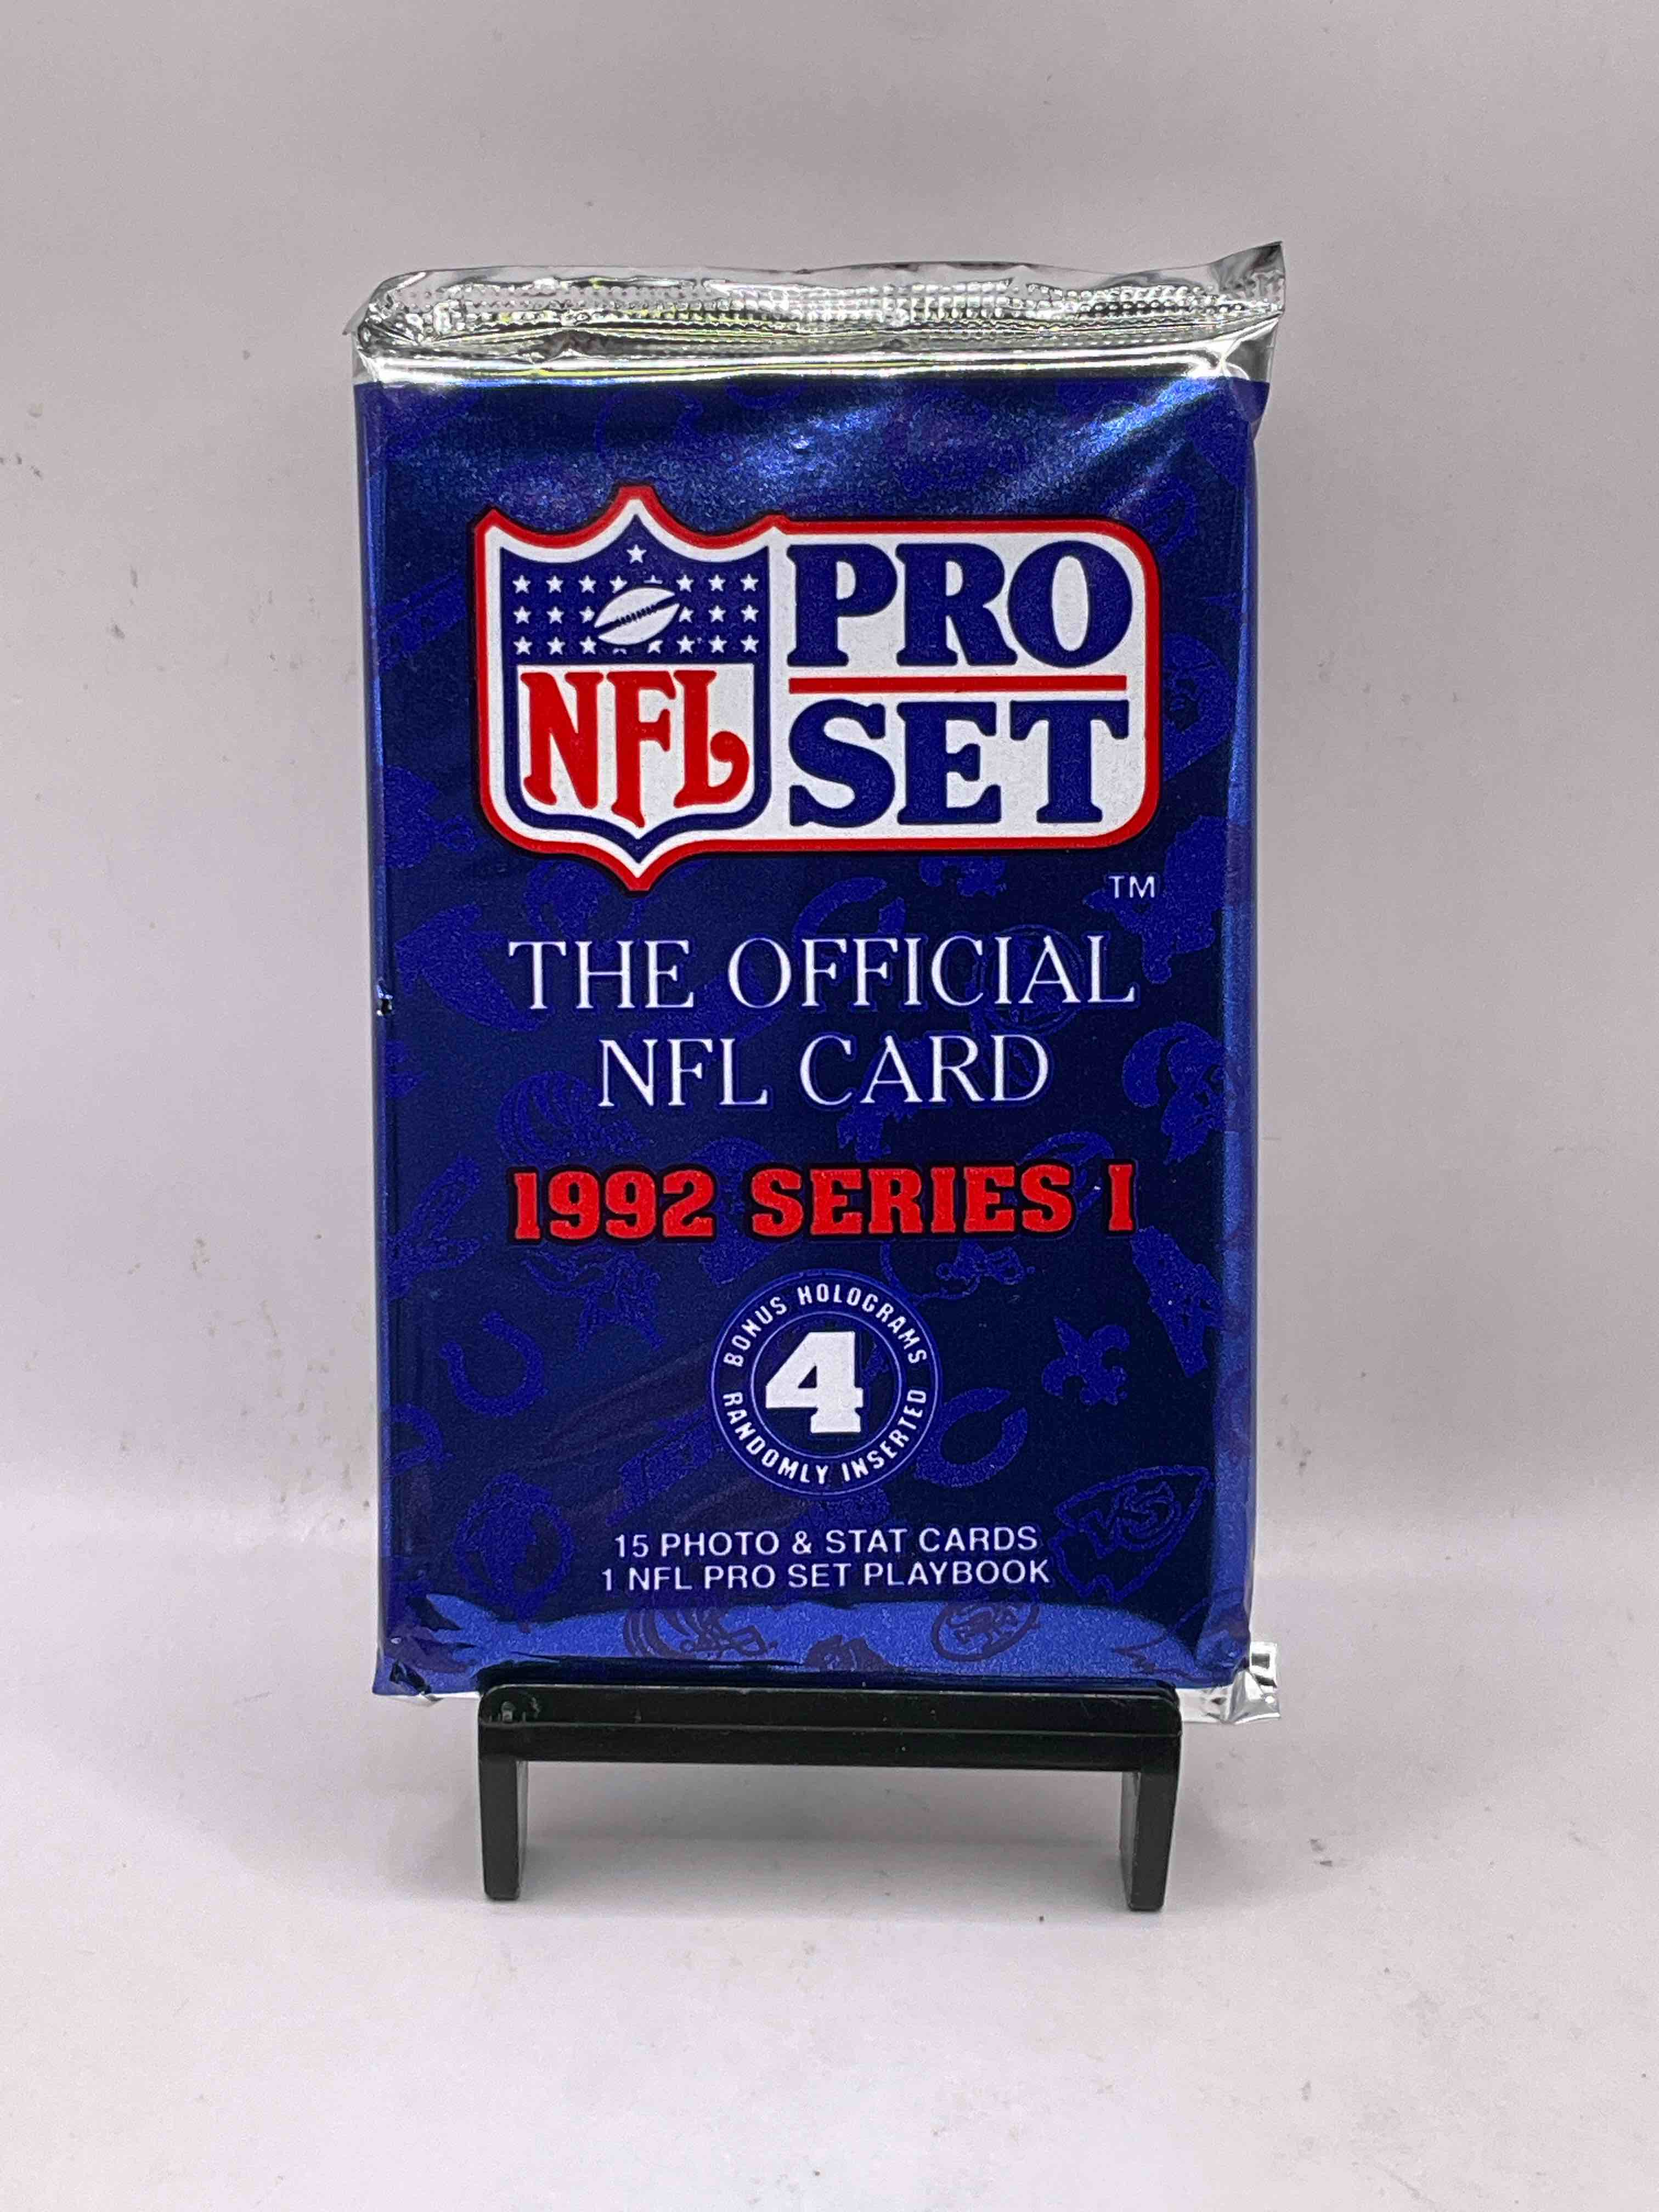 NFL
PRO
SET
TM
THE OFFICIAL
NFL CARD
1992 SERIES I
BONUS HOLOGRAMS
4
RANDOMLY INSERTED
15 PHOTO & STAT CARDS
1 NFL PRO SET PLAYBOOK